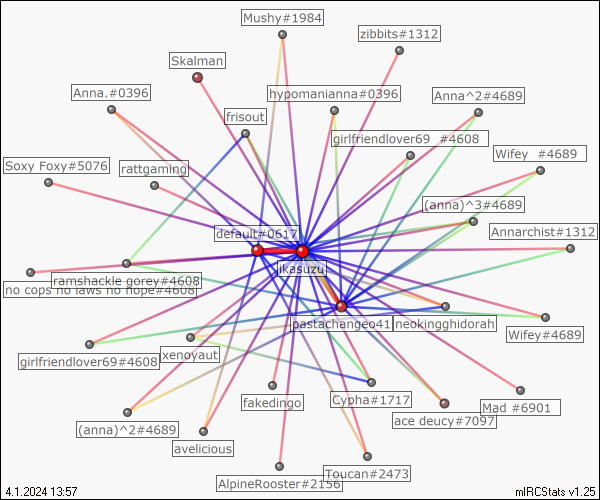 Mushy#1984
zibbits#1312
Skalman
Anna.#0396
hypomanianna#0396
Anna^2#4689
frisout
girlfriendlover69 #4608
Wifey #4689
Soxy Foxy#5076
rattgaming
(anna)^3#4689
default#0617
Annarchist#1312
ikasuzu
ramshackle gorey#4608
no cops no laws no hope#4608
pastachangeo41
neokingghidorah
Wifey#4689
girlfriendlover69#4608
xenoyaut
fakedingo
Cypha#1717
Mad #6901
ace deucy#7097
(anna)^2#4689
avelicious
Toucan#2473
AlpineRooster#2156
4.1.2024 13:57
mIRCStats v1.25